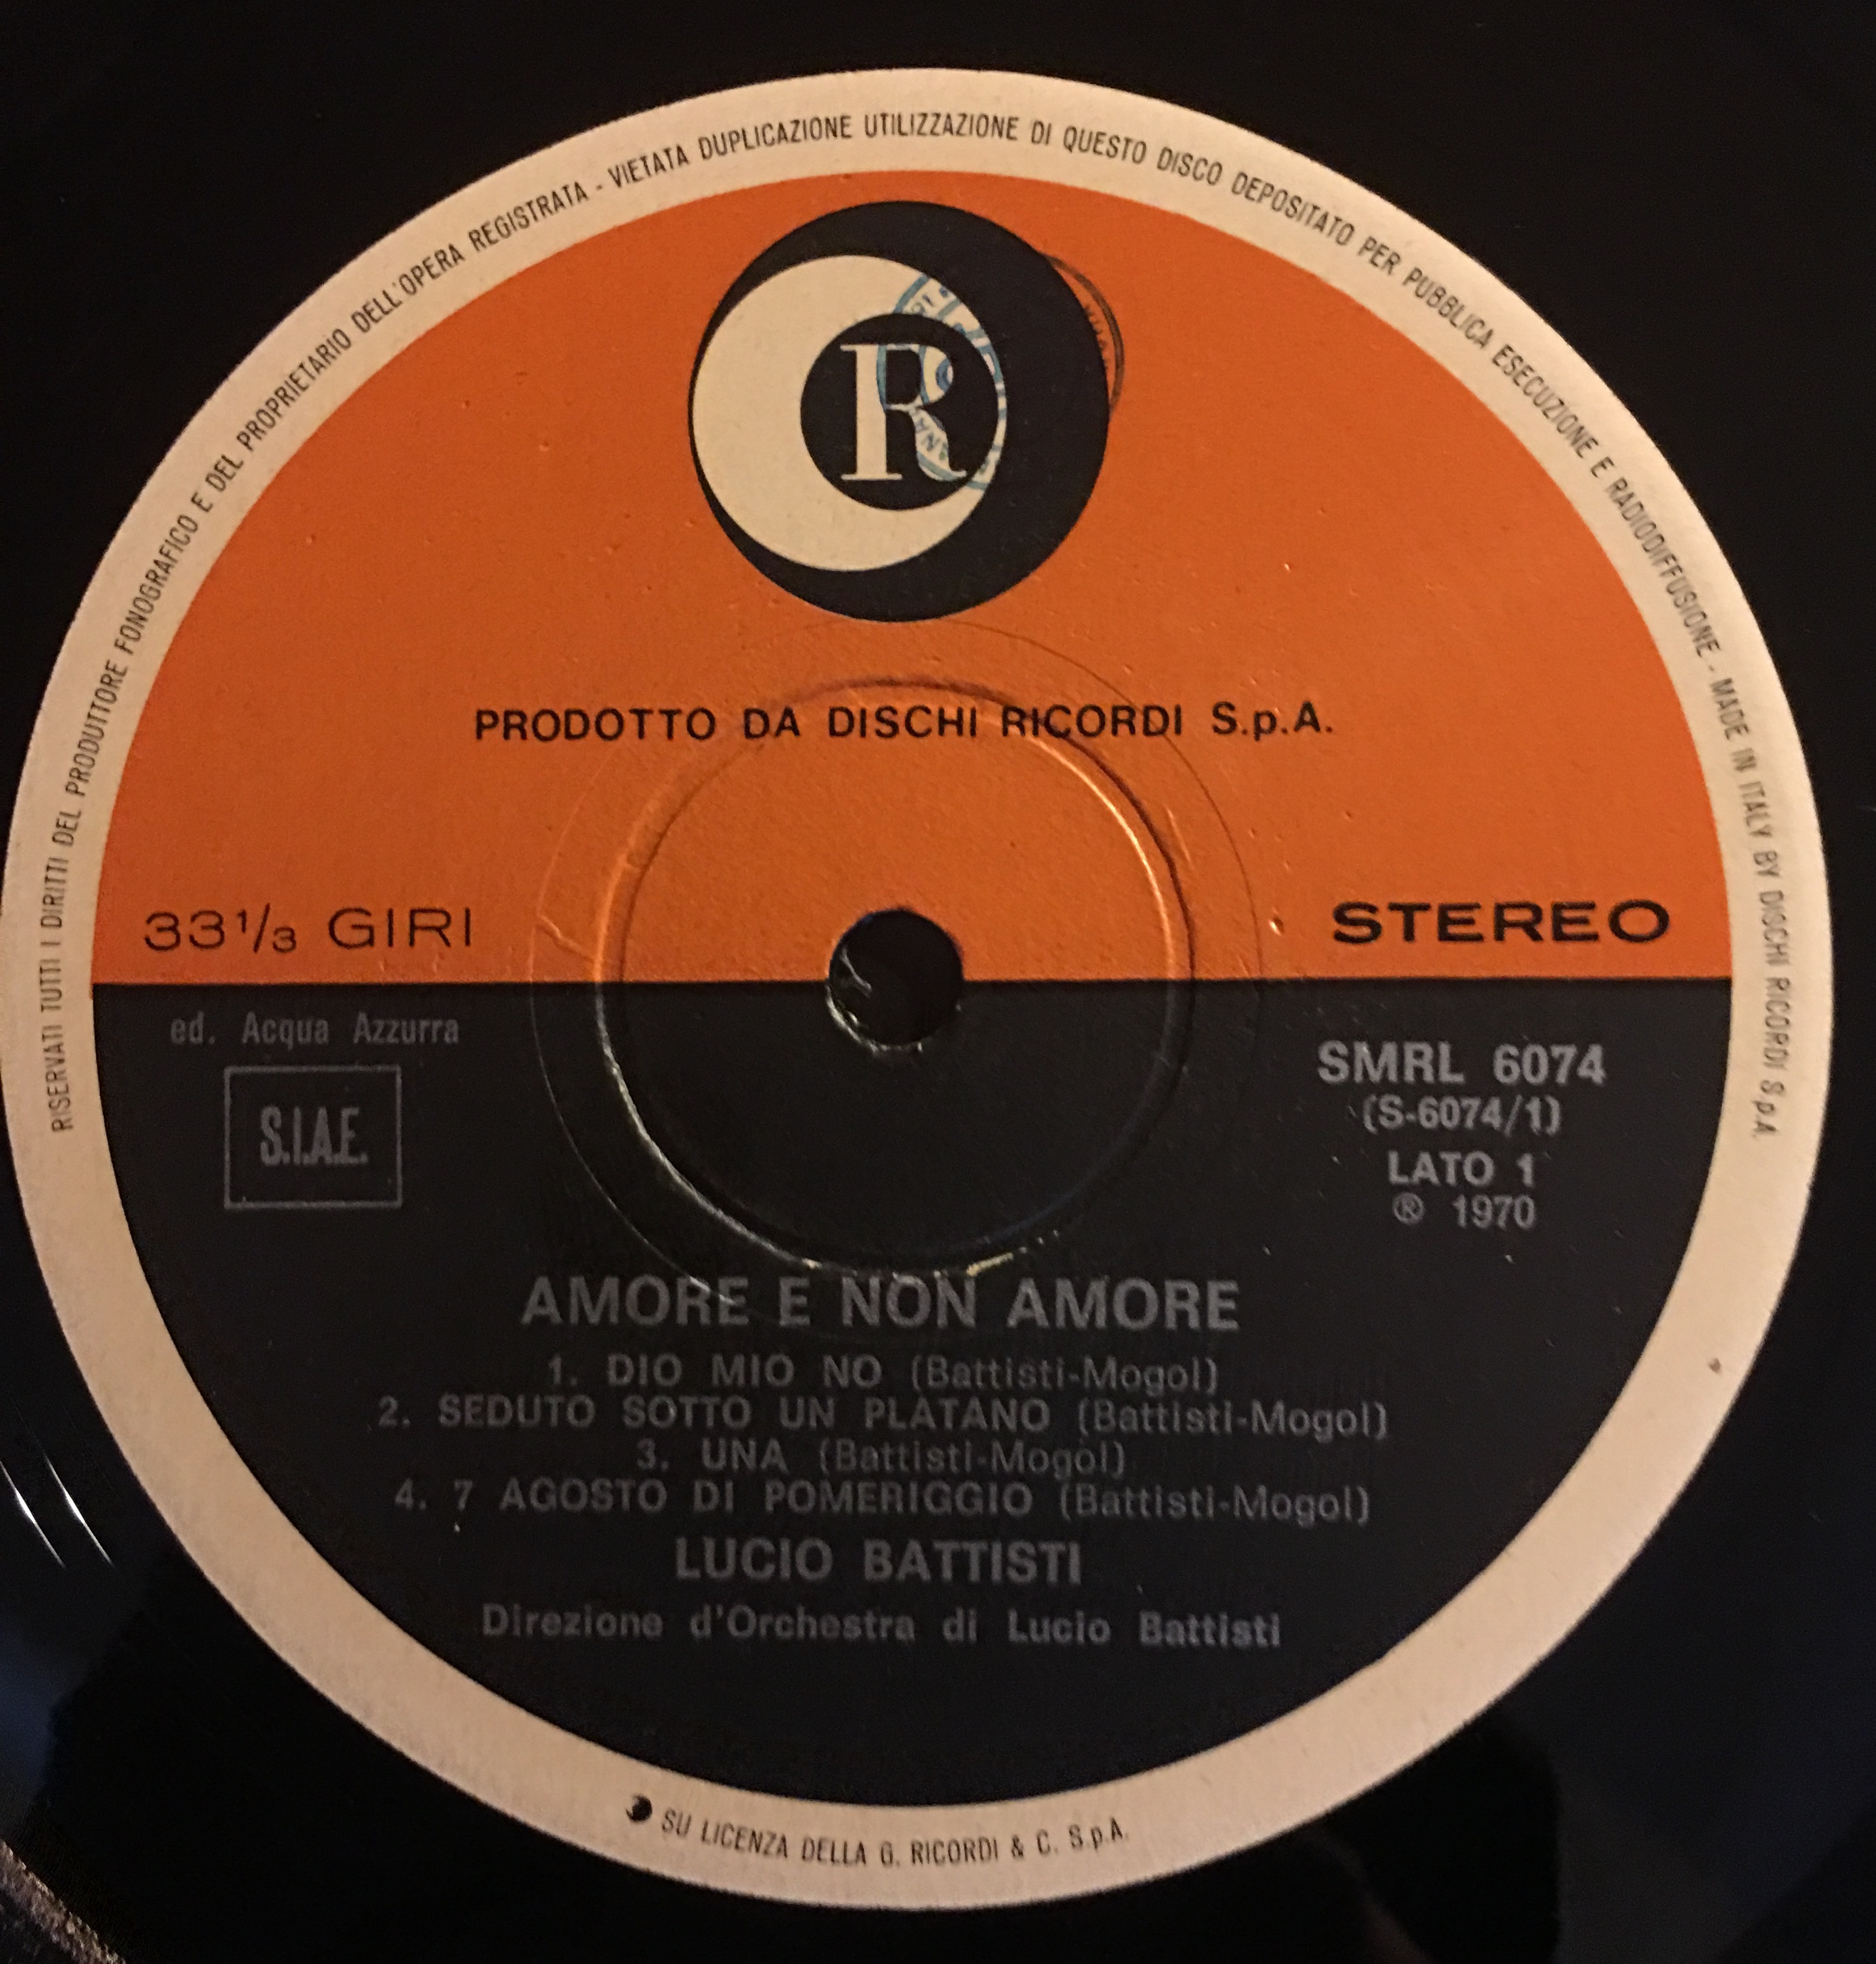 RISERVATI TUTTI I DIRITTI DEL PRODUTTORE FONOGRAFICO E DEL PROPRIETARIO DELL'OPERA REGISTRATA - VIETATA DUPLICAZIONE UTILIZZAZIONE DI QUESTO DISCO DEPOSITATO PER PUBBLICA ESECUZIONE E RADIODIFFUSIONE - MADE IN ITALY BY DISCHI RICORDI S.p.A.
R
PRODOTTO DA DISCHI RICORDI S.p.A.
33 1/3 GIRI
STEREO
ed. Acqua Azzurra
S.I.A.E.
SMRL 6074
(S-6074/1)
LATO 1
® 1970
AMORE E NON AMORE
1. DIO MIO NO (Battisti-Mogol)
2. SEDUTO SOTTO UN PLATANO (Battisti-Mogol)
3. UNA (Battisti-Mogol)
4. 7 AGOSTO DI POMERIGGIO (Battisti-Mogol)
LUCIO BATTISTI
Direzione d'Orchestra di Lucio Battisti
SU LICENZA DELLA G. RICORDI & C. S.p.A.